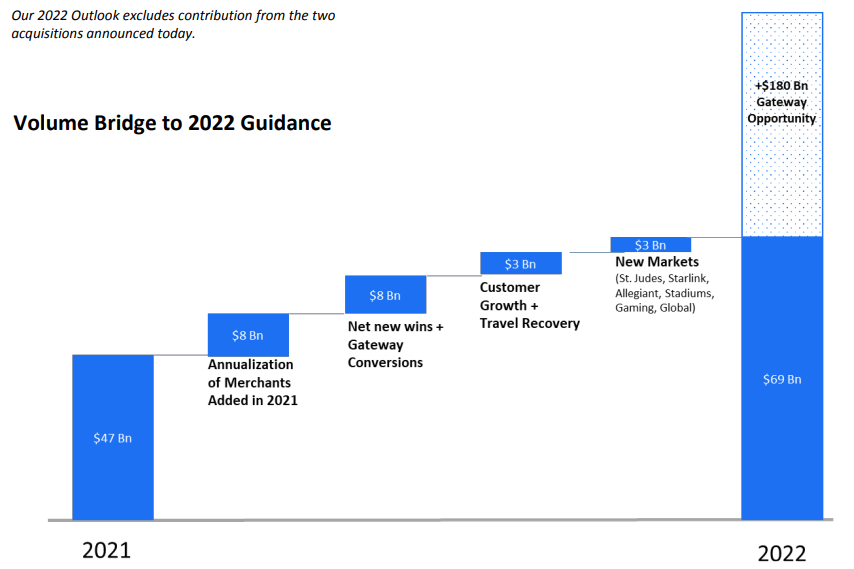 Our 2022 Outlook excludes contribution from the two
acquisitions announced today.
Volume Bridge to 2022 Guidance
+$180 Bn
Gateway
Opportunity
$3 Bn
New Markets
(St. Judes, Starlink,
Allegiant, Stadiums,
Gaming, Global)
$3 Bn
Customer
Growth +
Travel Recovery
$8 Bn
Net new wins +
Gateway
Conversions
$8 Bn
Annualization
of Merchants
Added in 2021
$47 Bn
$69 Bn
2021
2022